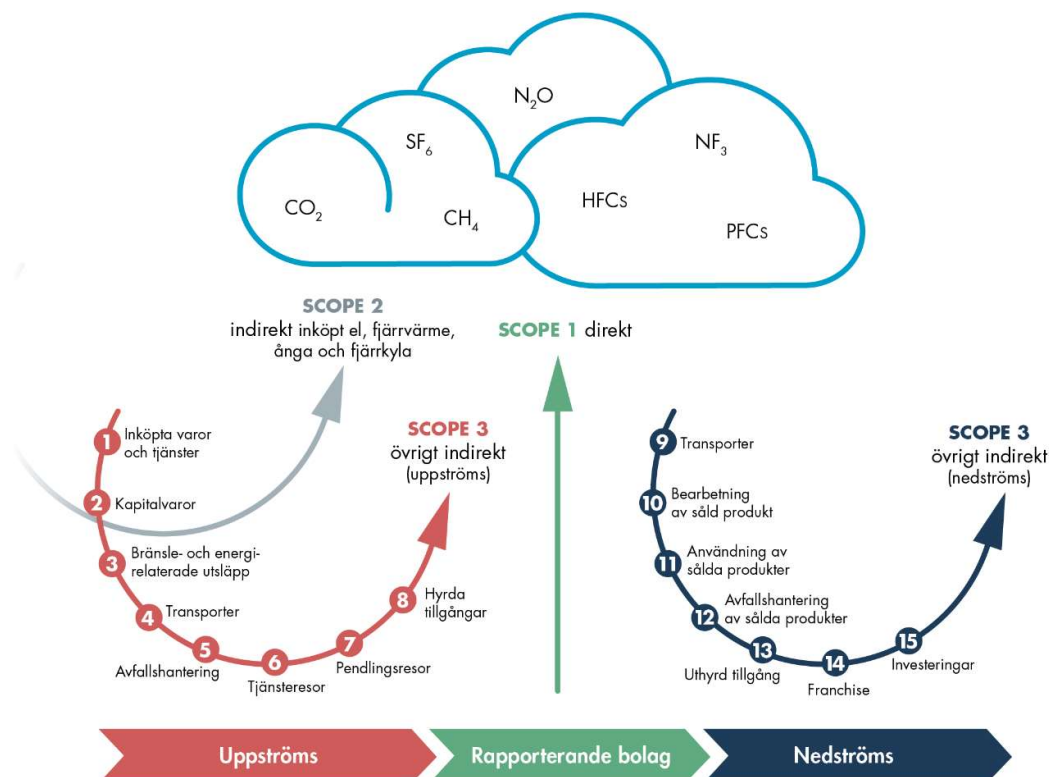 N₂O
SF₆
NF₃
CO₂
CH₄
HFCs
PFCs
SCOPE 2
indirekt inköpt el, fjärrvärme,
ånga och fjärrkyla
SCOPE 1 direkt
1 Inköpta varor
och tjänster
2 Kapitalvaror
3 Bränsle- och energi-
relaterade utsläpp
4 Transporter
5
Avfallshantering
6
Tjänsteresor
7
Pendlingsresor
8 Hyrda
tillgångar
SCOPE 3
övrigt indirekt
(uppströms)
9 Transporter
10 Bearbetning
av såld produkt
11 Användning av
sålda produkter
12 Avfallshantering
av sålda produkter
13
Uthyrd tillgång
14
Franchise
15
Investeringar
SCOPE 3
övrigt indirekt
(nedströms)
Uppströms
Rapporterande bolag
Nedströms